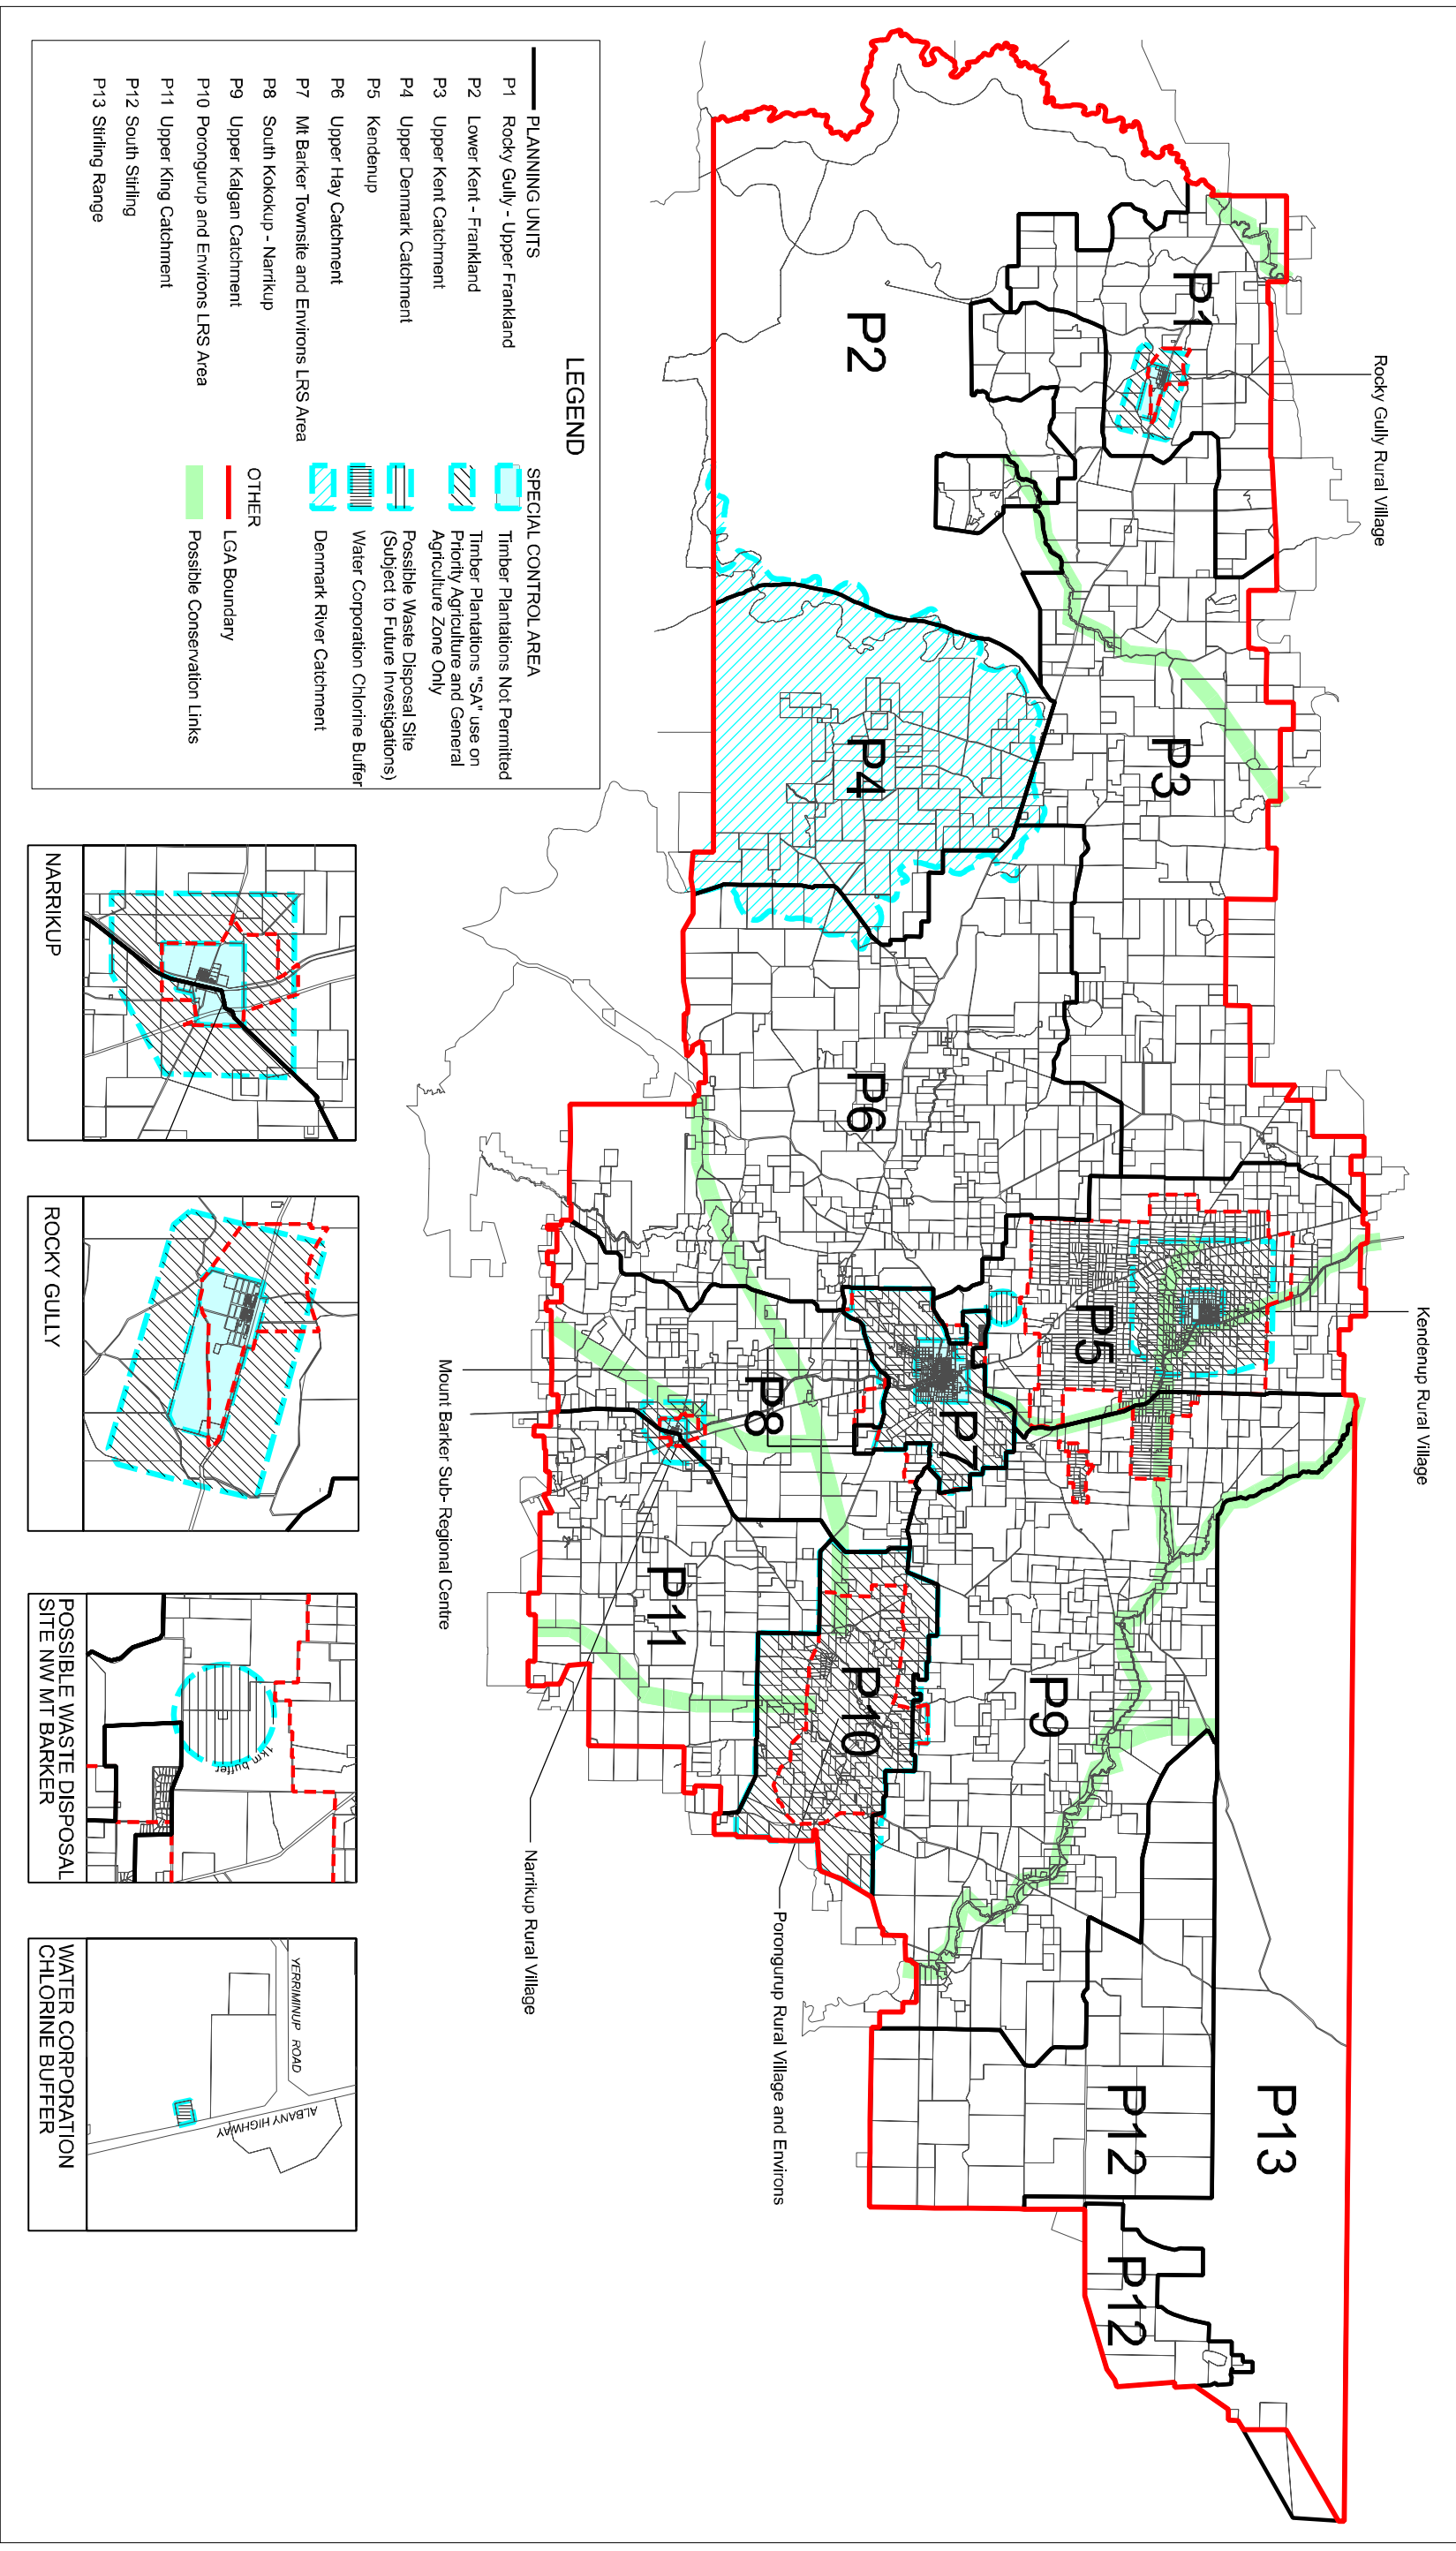 Rocky Gully Rural Village
Kendenup Rural Village
P1
P2
P3
P4
P5
P6
P7
P8
P9
P10
P11
P12
P12
P13
Mount Barker Sub- Regional Centre
Narrikup Rural Village
Porongurup Rural Village and Environs
LEGEND
PLANNING UNITS
P1 Rocky Gully - Upper Frankland
P2 Lower Kent - Frankland
P3 Upper Kent Catchment
P4 Upper Denmark Catchment
P5 Kendenup
P6 Upper Hay Catchment
P7 Mt Barker Townsite and Environs LRS Area
P8 South Kokokup - Narrikup
P9 Upper Kalgan Catchment
P10 Porongurup and Environs LRS Area
P11 Upper King Catchment
P12 South Stirling
P13 Stirling Range
SPECIAL CONTROL AREA
Timber Plantations Not Permitted
Timber Plantations "SA" use on
Priority Agriculture and General
Agriculture Zone Only
Possible Waste Disposal Site
(Subject to Future Investigations)
Water Corporation Chlorine Buffer
Denmark River Catchment
OTHER
LGA Boundary
Possible Conservation Links
NARRIKUP
ROCKY GULLY
1km buffer
POSSIBLE WASTE DISPOSAL
SITE NW MT BARKER
YERRIMINUP ROAD
ALBANY HIGHWAY
WATER CORPORATION
CHLORINE BUFFER